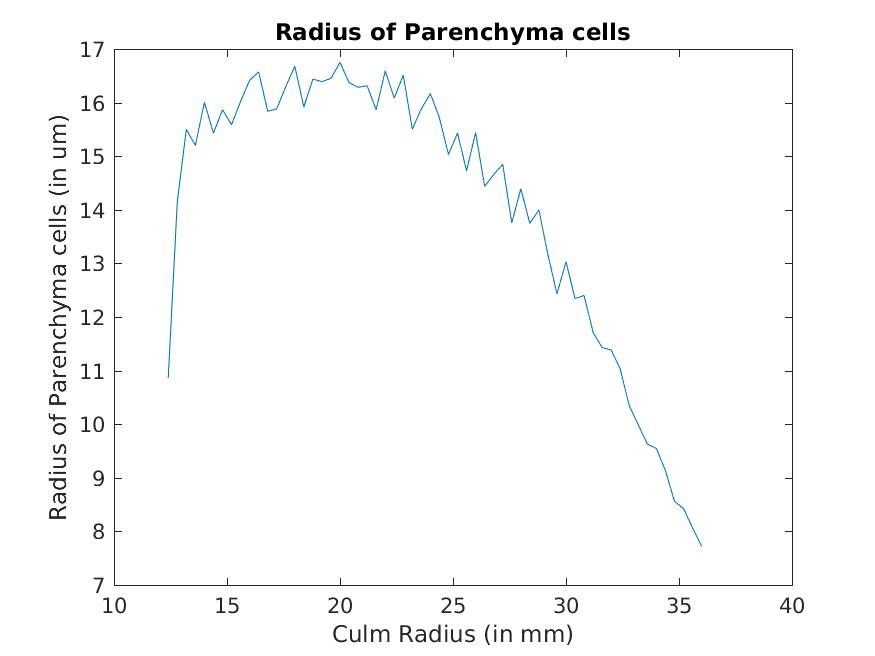 Radius of Parenchyma cells
17
16
15
14
13
12
11
10
9
8
7
Radius of Parenchyma cells (in um)
10 15 20 25 30 35 40
Culm Radius (in mm)